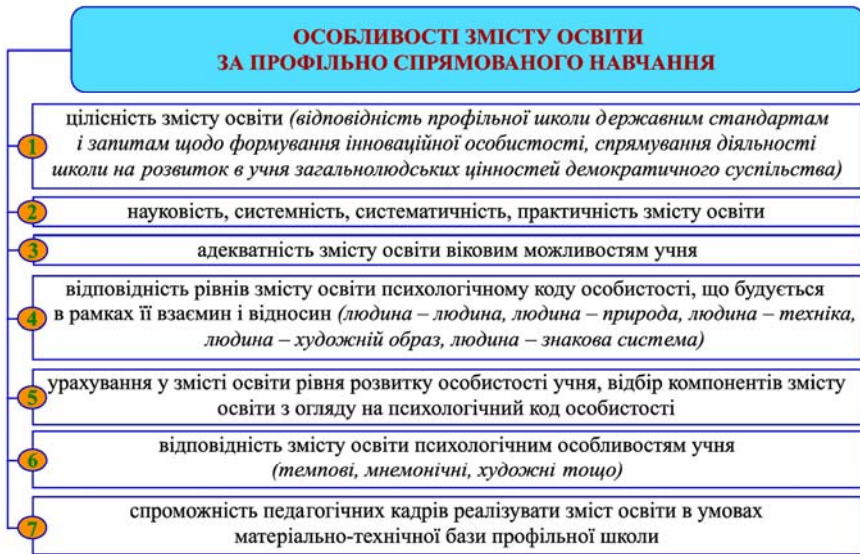 ОСОБЛИВОСТІ ЗМІСТУ ОСВІТИ
ЗА ПРОФІЛЬНО СПРЯМОВАНОГО НАВЧАННЯ
1
цілісність змісту освіти (відповідність профільної школи державним стандартам
і запитам щодо формування інноваційної особистості, спрямування діяльності
школи на розвиток в учня загальнолюдських цінностей демократичного суспільства)
2
науковість, системність, систематичність, практичність змісту освіти
3
адекватність змісту освіти віковим можливостям учня
4
відповідність рівнів змісту освіти психологічному коду особистості, що будується
в рамках її взаємин і відносин (людина – людина, людина – природа, людина – техніка,
людина – художній образ, людина – знакова система)
5
урахування у змісті освіти рівня розвитку особистості учня, відбір компонентів змісту
освіти з огляду на психологічний код особистості
6
відповідність змісту освіти психологічним особливостям учня
(темпові, мнемонічні, художні тощо)
7
спроможність педагогічних кадрів реалізувати зміст освіти в умовах
матеріально-технічної бази профільної школи